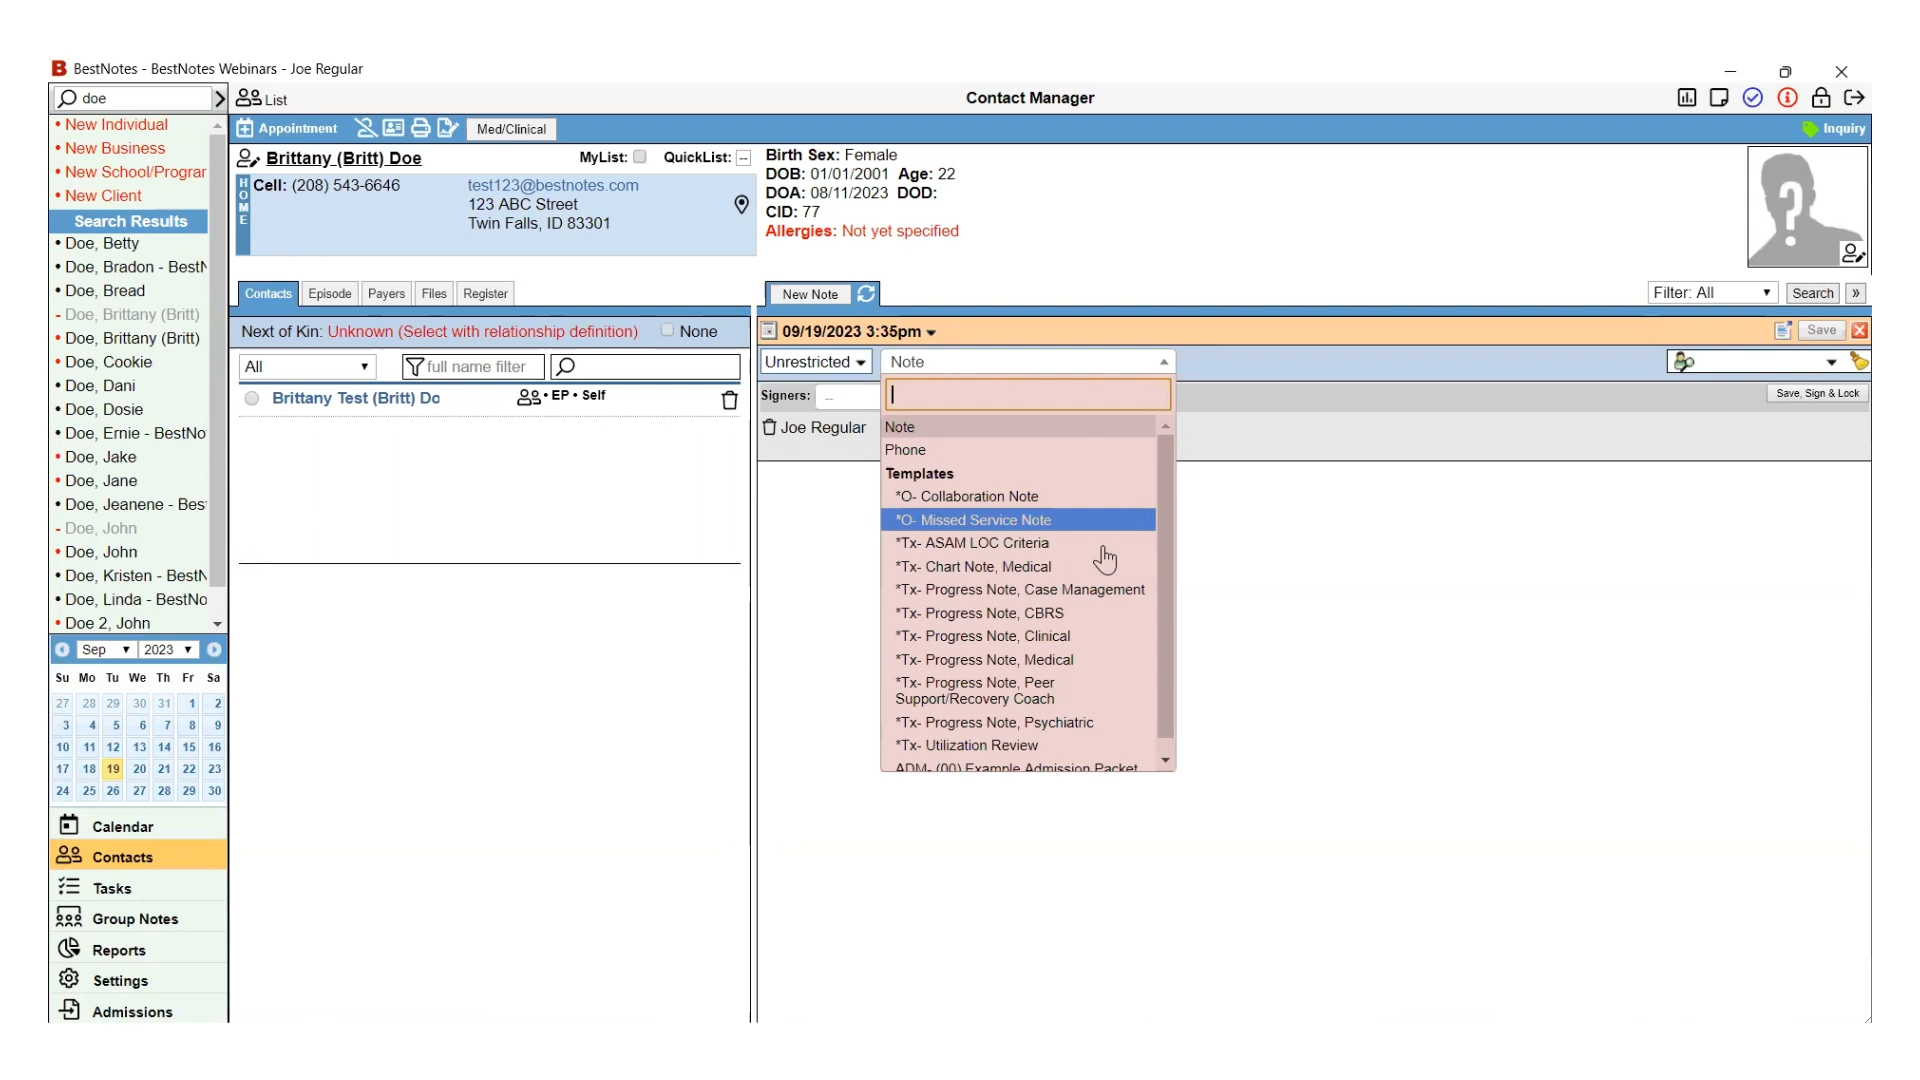 BestNotes - BestNotes Webinars - Joe Regular
doe
List
Contact Manager
• New Individual
• New Business
• New School/Prograr
• New Client
Search Results
• Doe, Betty
• Doe, Bradon - BestN
• Doe, Bread
- Doe, Brittany (Britt)
• Doe, Brittany (Britt)
• Doe, Cookie
• Doe, Dani
• Doe, Dosie
• Doe, Ernie - BestNo
• Doe, Jake
• Doe, Jane
• Doe, Jeanene - Bes
- Doe, John
• Doe, John
• Doe, Kristen - BestN
• Doe, Linda - BestNo
• Doe 2, John
Sep 2023
Su Mo Tu We Th Fr Sa
27 28 29 30 31 1 2
3 4 5 6 7 8 9
10 11 12 13 14 15 16
17 18 19 20 21 22 23
24 25 26 27 28 29 30
Calendar
Contacts
Tasks
Group Notes
Reports
Settings
Admissions
Appointment
Med/Clinical
Inquiry
Brittany (Britt) Doe
MyList:
QuickList: --
HOME
Cell: (208) 543-6646
test123@bestnotes.com
123 ABC Street
Twin Falls, ID 83301
Birth Sex: Female
DOB: 01/01/2001 Age: 22
DOA: 08/11/2023 DOD:
CID: 77
Allergies: Not yet specified
Contacts Episode Payers Files Register
Next of Kin: Unknown (Select with relationship definition) None
All
full name filter
Brittany Test (Britt) Do
• EP • Self
New Note
Filter: All
Search
»
09/19/2023 3:35pm
Save
Unrestricted
Note
Signers: --
Save, Sign & Lock
Joe Regular
Note
Phone
Templates
*O- Collaboration Note
*O- Missed Service Note
*Tx- ASAM LOC Criteria
*Tx- Chart Note, Medical
*Tx- Progress Note, Case Management
*Tx- Progress Note, CBRS
*Tx- Progress Note, Clinical
*Tx- Progress Note, Medical
*Tx- Progress Note, Peer
Support/Recovery Coach
*Tx- Progress Note, Psychiatric
*Tx- Utilization Review
ADM- (00) Example Admission Packet